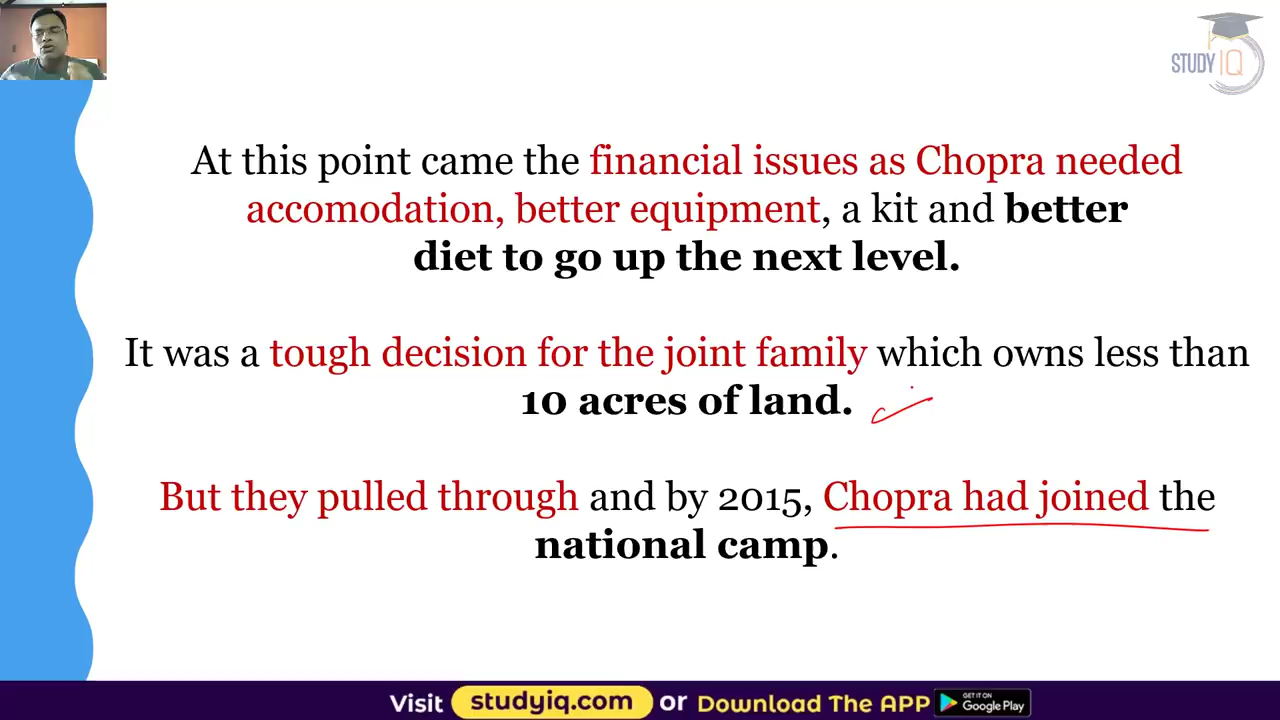 STUDY IQ
At this point came the financial issues as Chopra needed
accomodation, better equipment, a kit and better
diet to go up the next level.
It was a tough decision for the joint family which owns less than
10 acres of land.
But they pulled through and by 2015, Chopra had joined the
national camp.
Visit studyiq.com or Download The APP GET IT ON Google Play